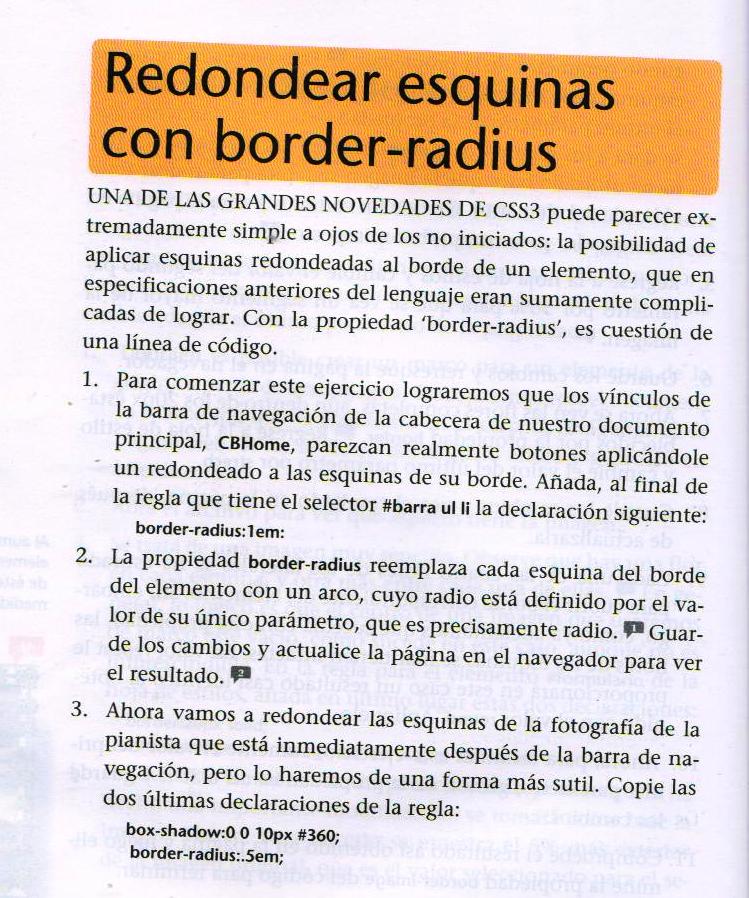 Redondear esquinas
con border-radius
UNA DE LAS GRANDES NOVEDADES DE CSS3 puede parecer ex-
tremadamente simple a ojos de los no iniciados: la posibilidad de
aplicar esquinas redondeadas al borde de un elemento, que en
especificaciones anteriores del lenguaje eran sumamente compli-
cadas de lograr. Con la propiedad 'border-radius', es cuestión de
una línea de código.
1. Para comenzar este ejercicio lograremos que los vínculos de
la barra de navegación de la cabecera de nuestro documento
principal, CBHome, parezcan realmente botones aplicándole
un redondeado a las esquinas de su borde. Añada, al final de
la regla que tiene el selector #barra ul li la declaración siguiente:
border-radius:1em:
2. La propiedad border-radius reemplaza cada esquina del borde
del elemento con un arco, cuyo radio está definido por el va-
lor de su único parámetro, que es precisamente radio. 1 Guar-
de los cambios y actualice la página en el navegador para ver
el resultado. 2
3. Ahora vamos a redondear las esquinas de la fotografía de la
pianista que está inmediatamente después de la barra de na-
vegación, pero lo haremos de una forma más sutil. Copie las
dos últimas declaraciones de la regla:
box-shadow:0 0 10px #360;
border-radius:.5em;